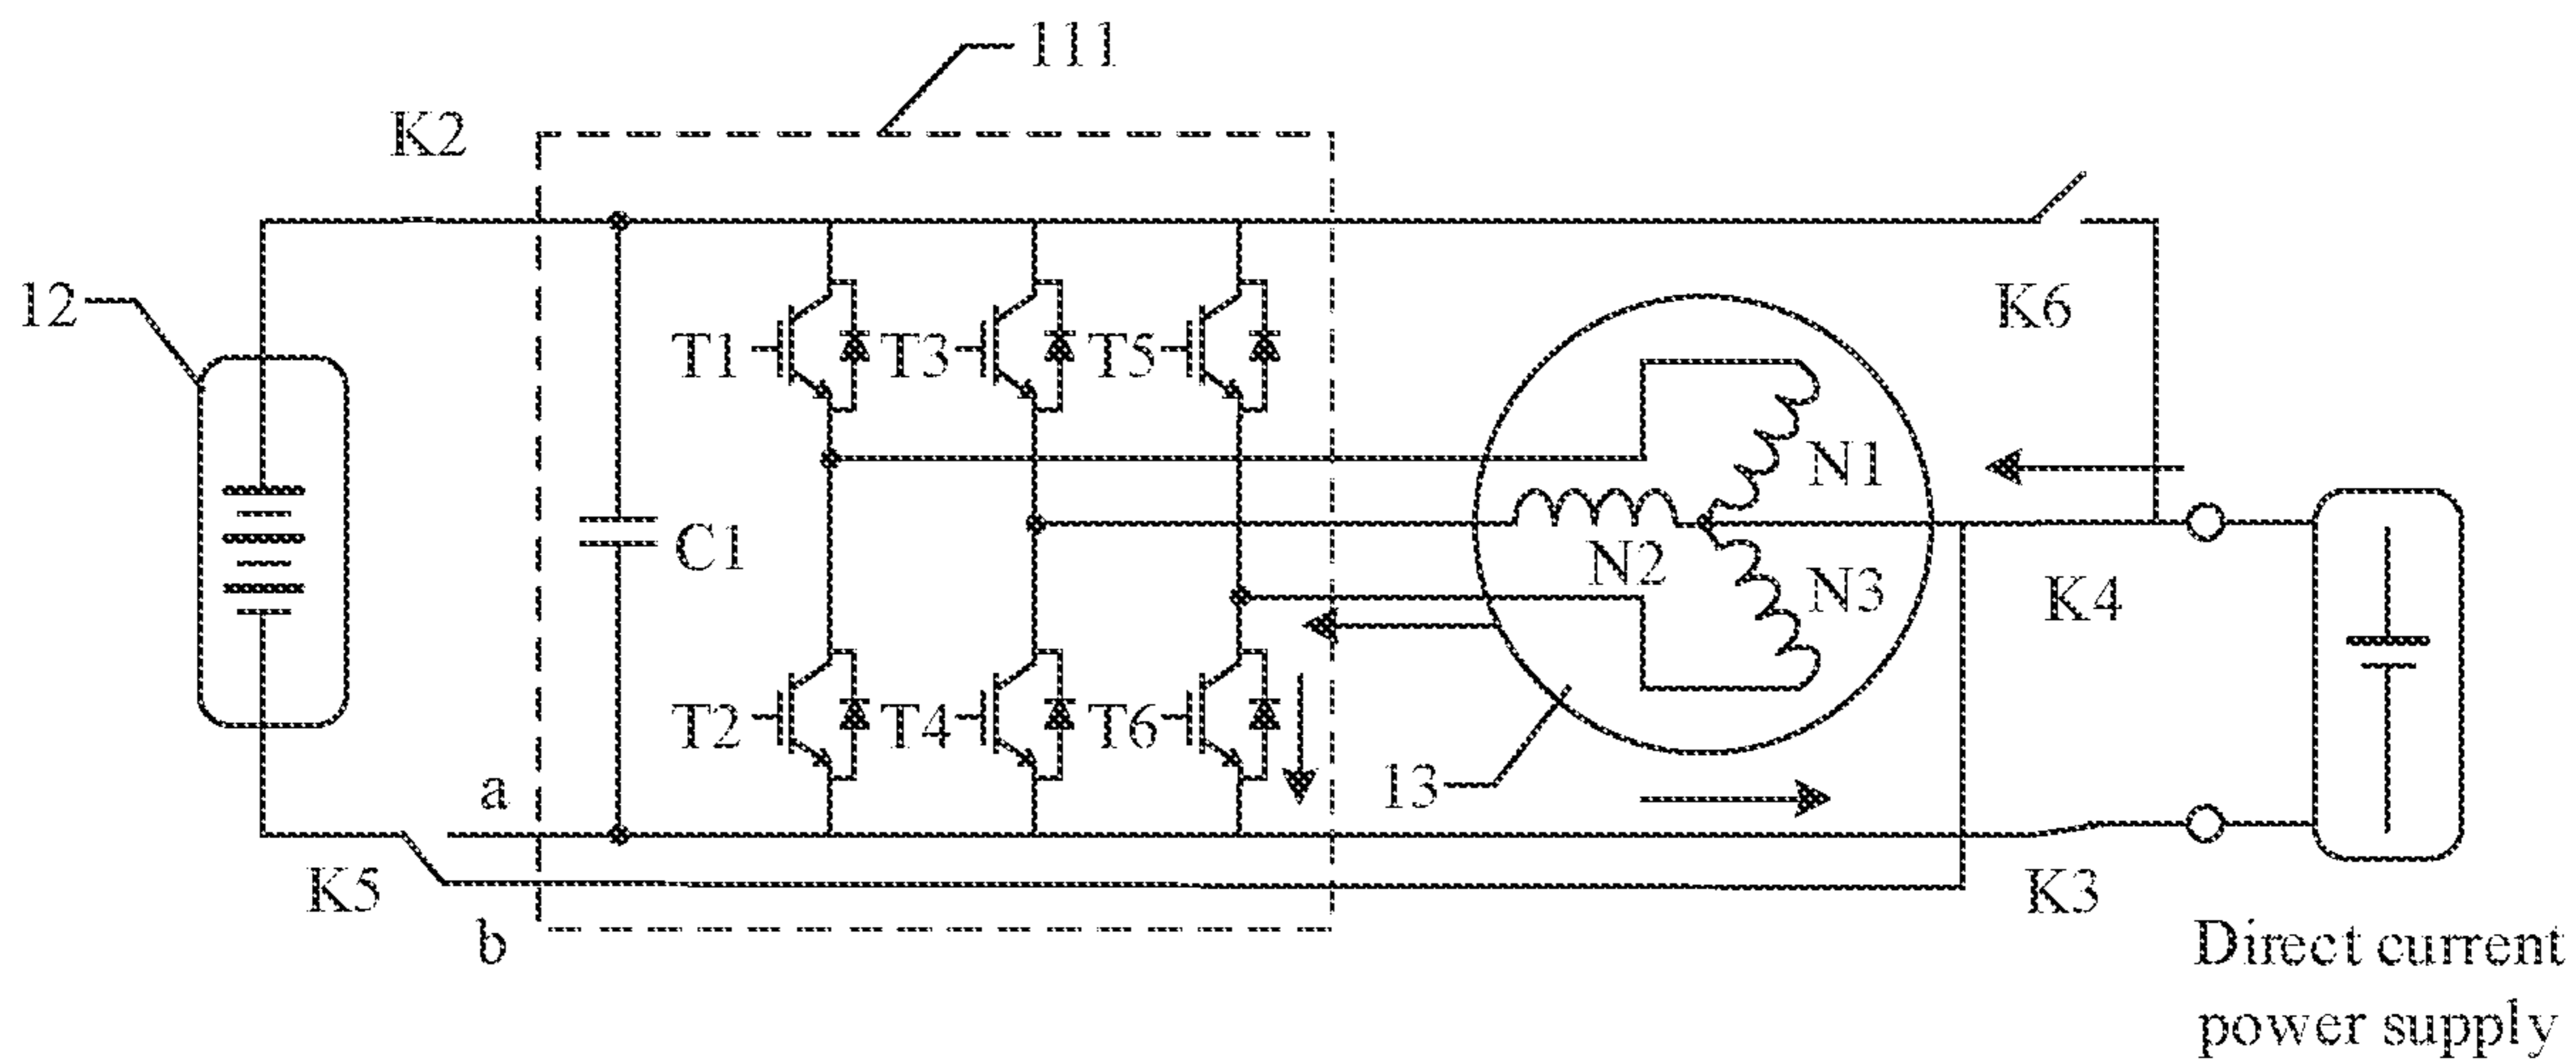 111
K2
12
K6
T1
T3
T5
N1
C1
N2
N3
K4
T2
T4
T6
13
a
K5
K3
b
Direct current
power supply